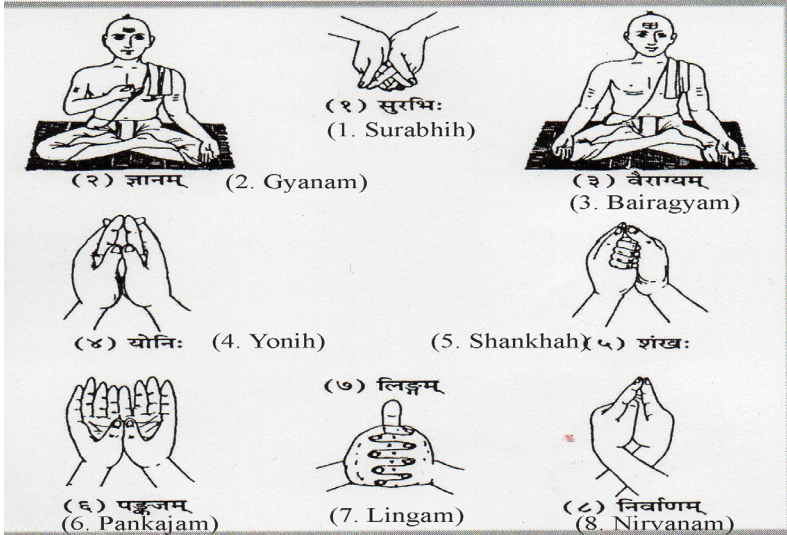 (१) सुरभिः
(1. Surabhih)
(२) ज्ञानम् (2. Gyanam)
(३) वैराग्यम्
(3. Bairagyam)
(४) योनिः (4. Yonih)
(5. Shankhah) (५) शंखः
(७) लिङ्गम्
(६) पङ्कजम्
(6. Pankajam)
(7. Lingam)
(८) निर्वाणम्
(8. Nirvanam)